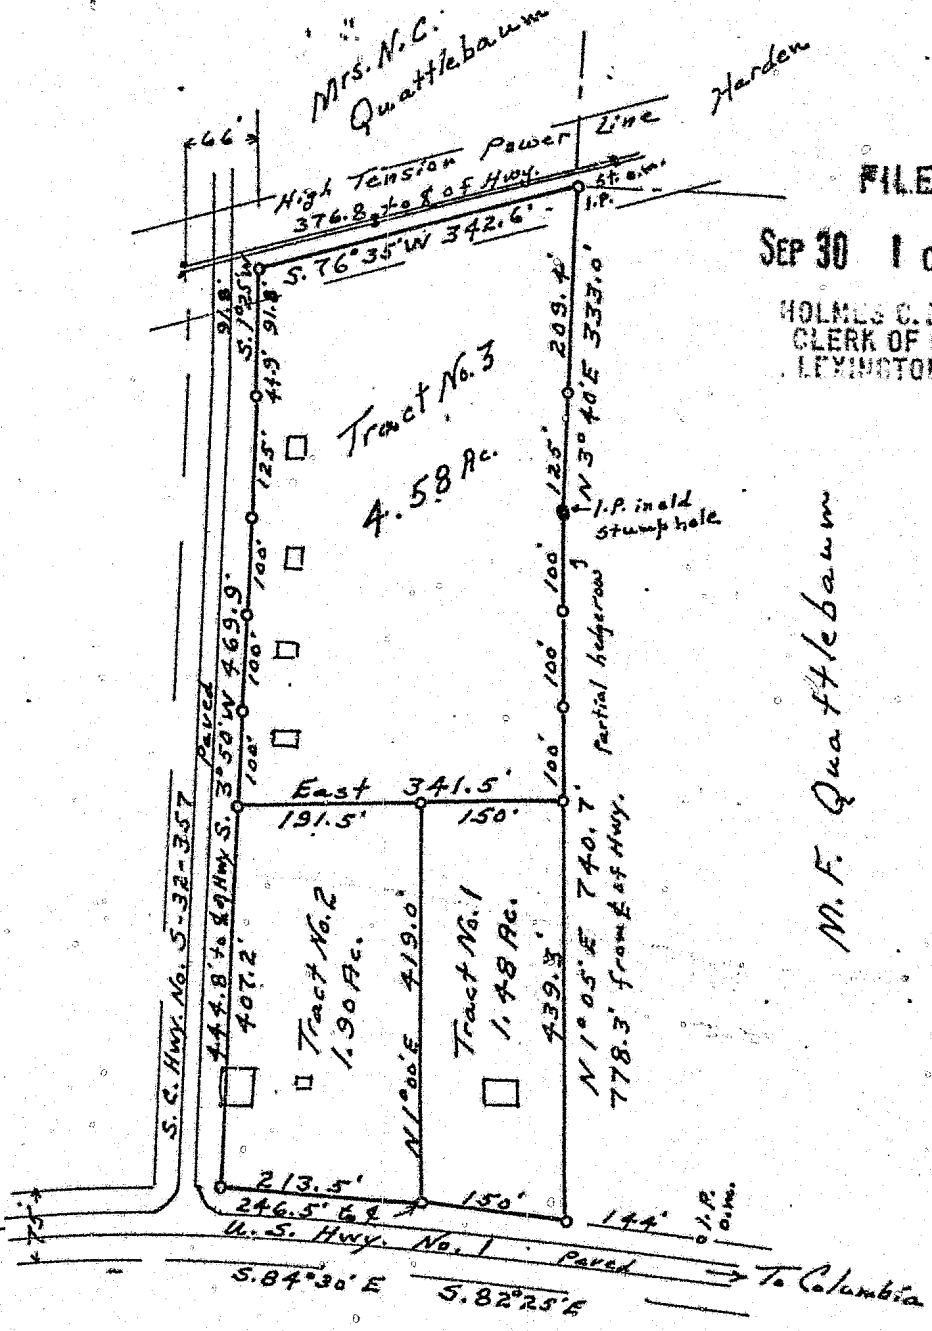 Mrs. N.C.
Quattlebaum
Harden
66'
High Tension Power Line
376.8' to ℄ of Hwy.
St. o.m.
I.P.
S. 76°35'W 342.6'
FILE
SEP 30 1
HOLMES C.
CLERK OF
LEXINGTON
91.8'
S. 1°25'W
91.8'
44.9'
125'
100'
100'
100'
S. 3°50'W 469.9'
Paved
209.4'
N 3°40'E 333.0'
125'
I.P. in old
stump hole
100'
100'
100'
Partial hedgerow
Tract No. 3
4.58 Ac.
M. F. Quattlebaum
East 341.5'
191.5'
150'
S. C. Hwy. No. S-32-357
444.8' to ℄ of Hwy
407.2'
Tract No. 2
1.90 Ac.
N 1°00'E 419.0'
Tract No. 1
1.48 Ac.
439.3'
N 1°05'E 740.7'
778.3' from ℄ of Hwy.
213.5'
246.5' to ℄
150'
144'
I.P.
o.m.
75'
U. S. Hwy. No. 1 Paved
To Columbia
S. 84°30'E
S. 82°25'E